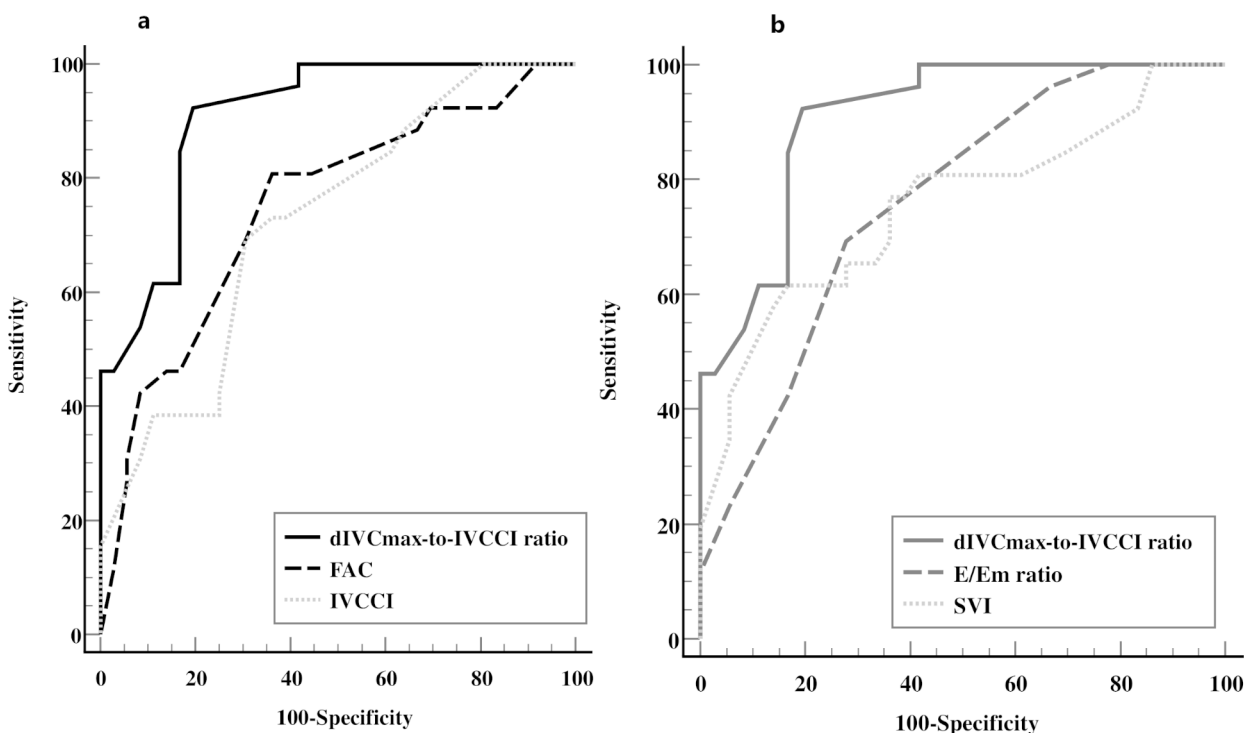 a
Sensitivity
100
80
60
40
20
0
dIVCmax-to-IVCCI ratio
FAC
IVCCI
0 20 40 60 80 100
100-Specificity
b
Sensitivity
100
80
60
40
20
0
dIVCmax-to-IVCCI ratio
E/Em ratio
SVI
0 20 40 60 80 100
100-Specificity